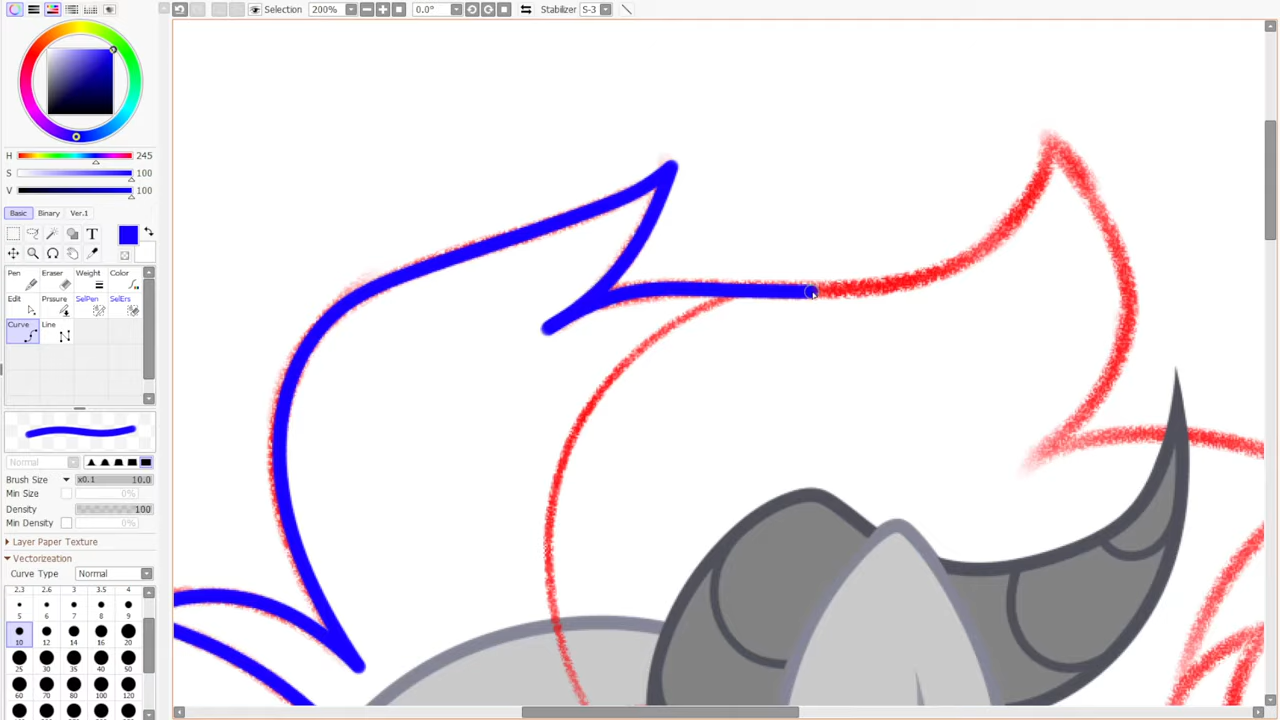 Selection 200% 0.0° Stabilizer S-3
H 245
S 100
V 100
Basic Binary Ver.1
T
Pen Eraser Weight Color
Edit Prssure SelPen SelErs
Curve Line
Normal
Brush Size x0.1 10.0
Min Size 0%
Density 100
Min Density 0%
Layer Paper Texture
Vectorizeation
Curve Type Normal
2.3 2.6 3 3.5 4
5 6 7 8 9
10 12 14 16 20
25 30 35 40 50
60 70 80 100 120